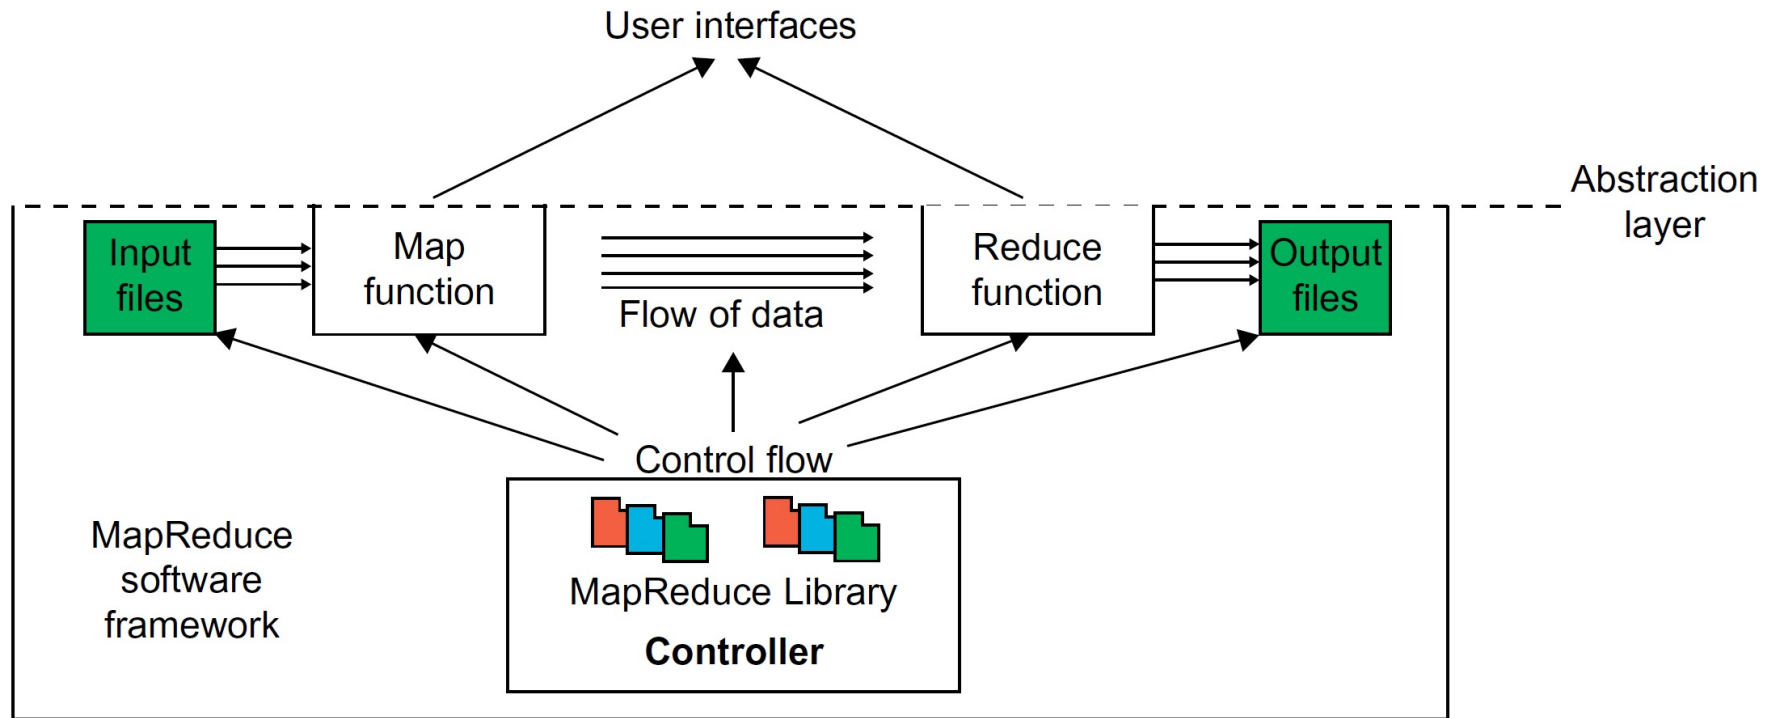 User interfaces
Abstraction
layer
Input
files
Map
function
Flow of data
Reduce
function
Output
files
Control flow
MapReduce
software
framework
MapReduce Library
Controller